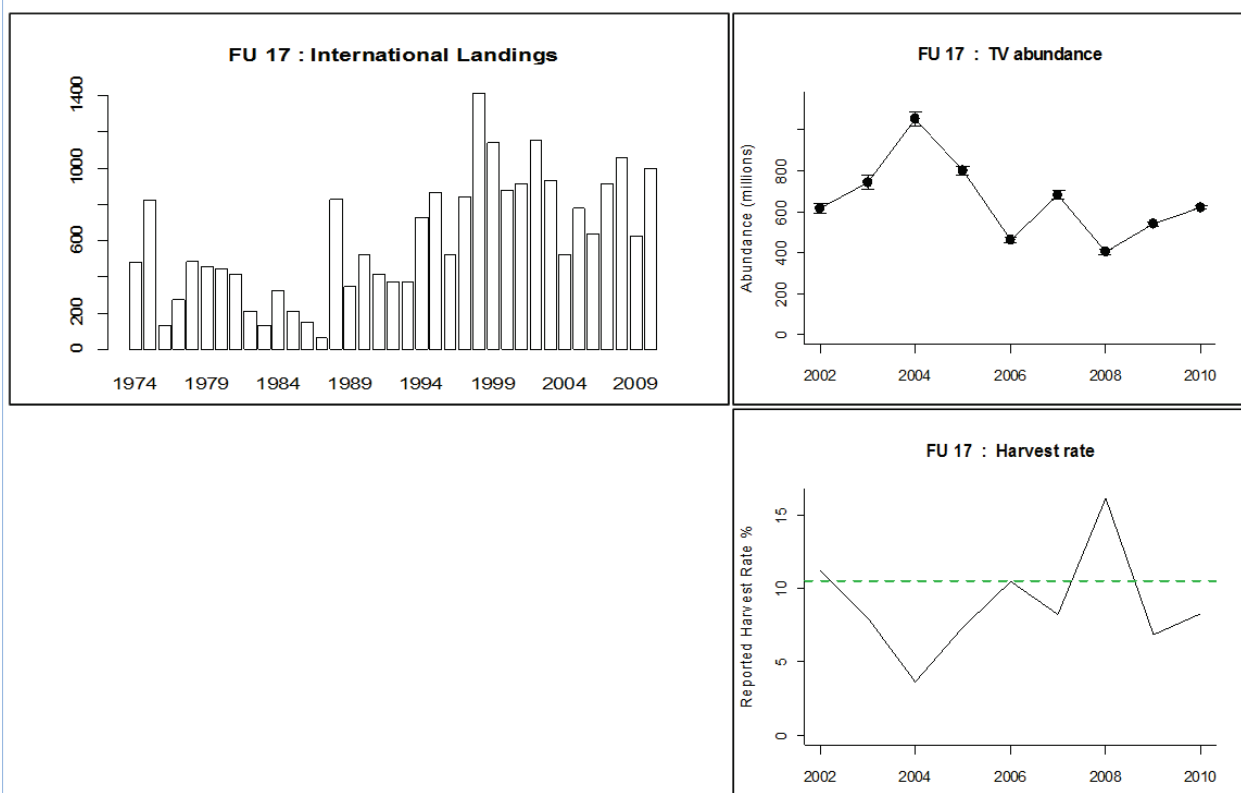 FU 17 : International Landings
1400
1000
600
200
0
1974 1979 1984 1989 1994 1999 2004 2009
FU 17 : TV abundance
Abundance (millions)
800
600
400
200
0
2002 2004 2006 2008 2010
FU 17 : Harvest rate
Reported Harvest Rate %
15
10
5
0
2002 2004 2006 2008 2010